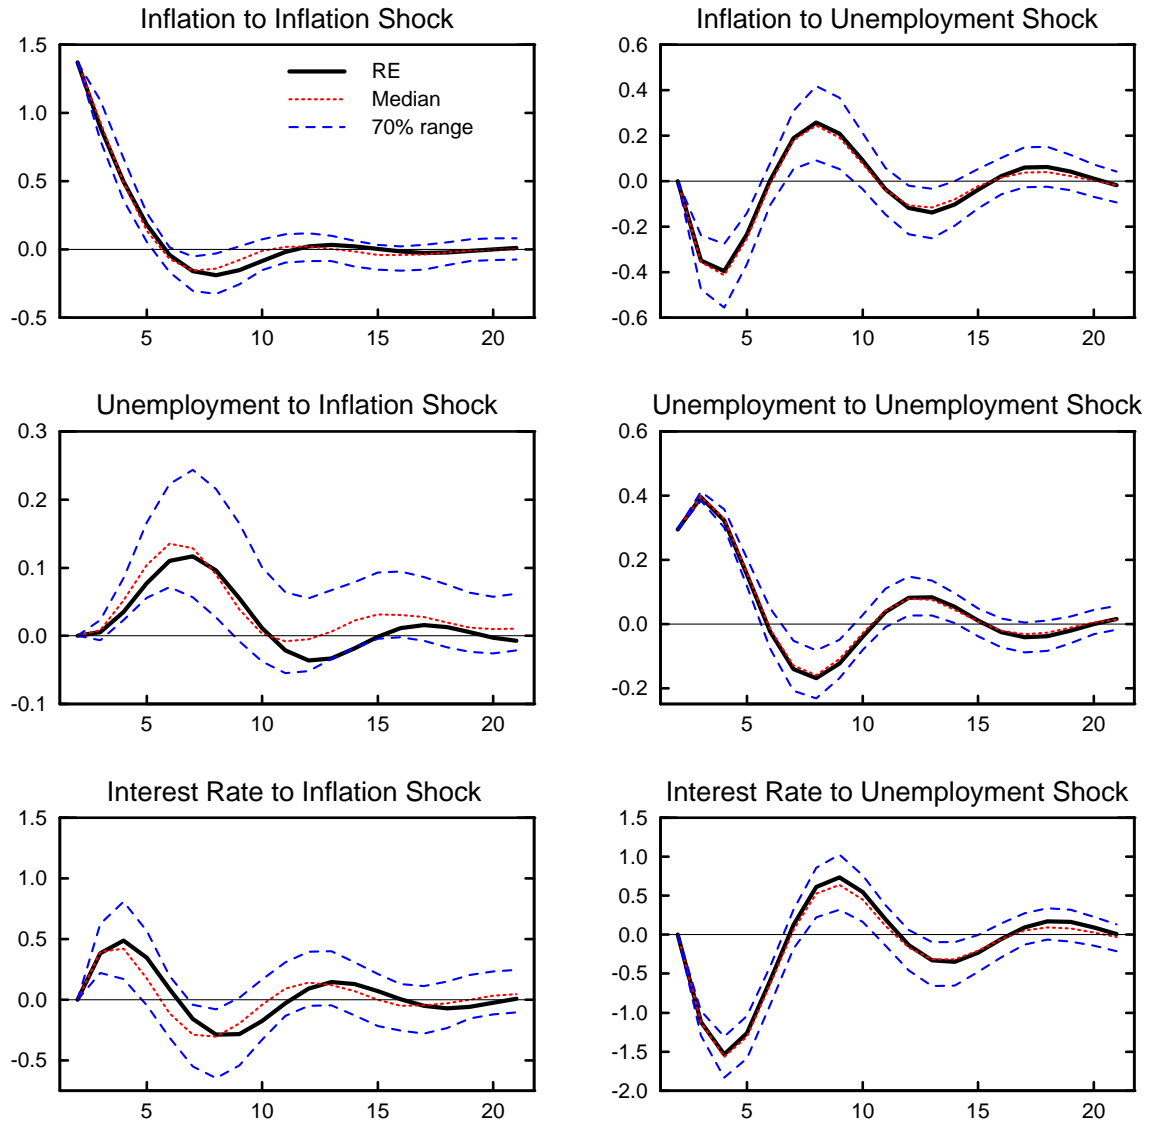 Inflation to Inflation Shock
1.5
1.0
0.5
0.0
-0.5
5 10 15 20
RE
Median
70% range
Inflation to Unemployment Shock
0.6
0.4
0.2
0.0
-0.2
-0.4
-0.6
5 10 15 20
Unemployment to Inflation Shock
0.3
0.2
0.1
0.0
-0.1
5 10 15 20
Unemployment to Unemployment Shock
0.6
0.4
0.2
0.0
-0.2
5 10 15 20
Interest Rate to Inflation Shock
1.5
1.0
0.5
0.0
-0.5
5 10 15 20
Interest Rate to Unemployment Shock
1.5
1.0
0.5
0.0
-0.5
-1.0
-1.5
-2.0
5 10 15 20